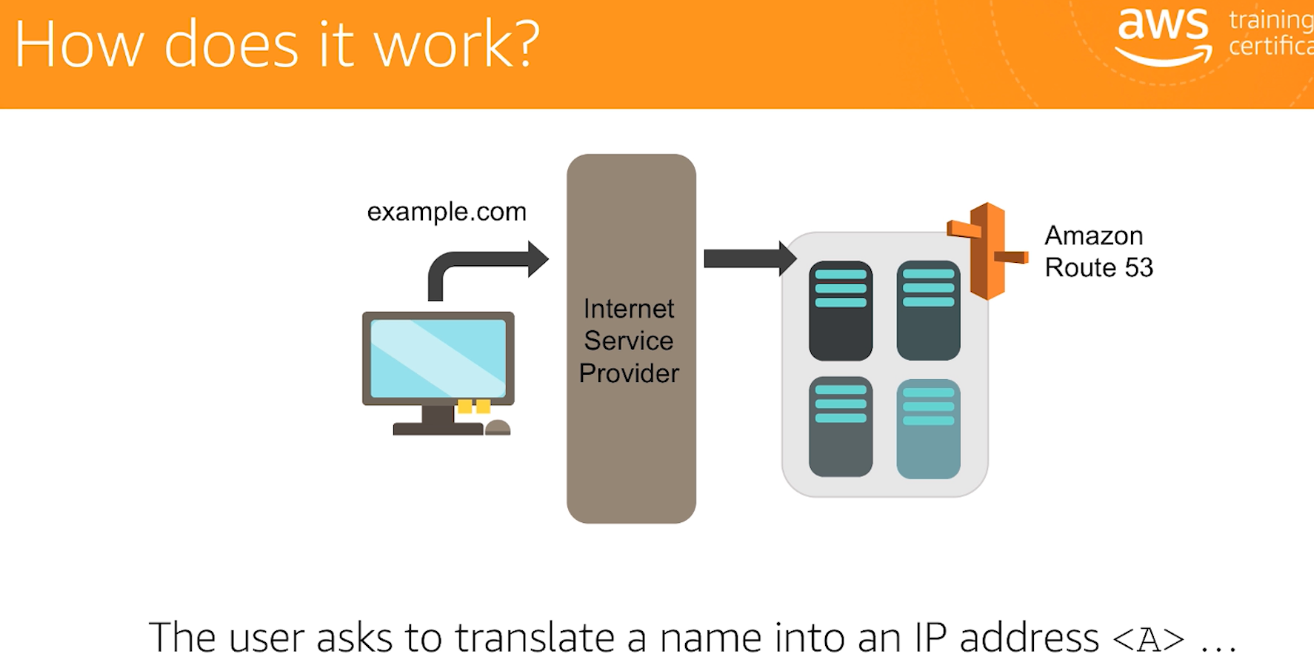 How does it work?
aws training
certifica
example.com
Internet
Service
Provider
Amazon
Route 53
The user asks to translate a name into an IP address <A> ...